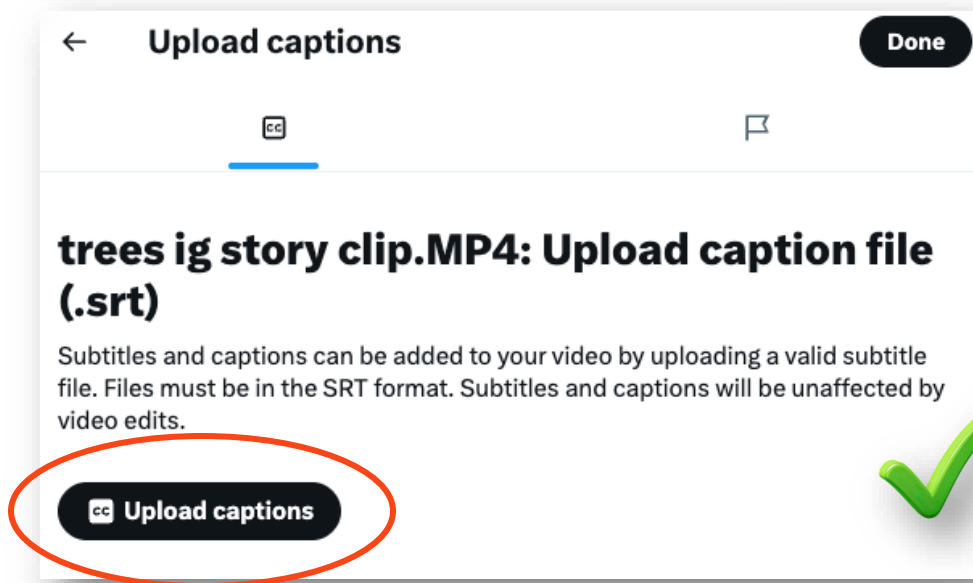 Upload captions
Done
CC
trees ig story clip.MP4: Upload caption file
(.srt)
Subtitles and captions can be added to your video by uploading a valid subtitle
file. Files must be in the SRT format. Subtitles and captions will be unaffected by
video edits.
CC Upload captions